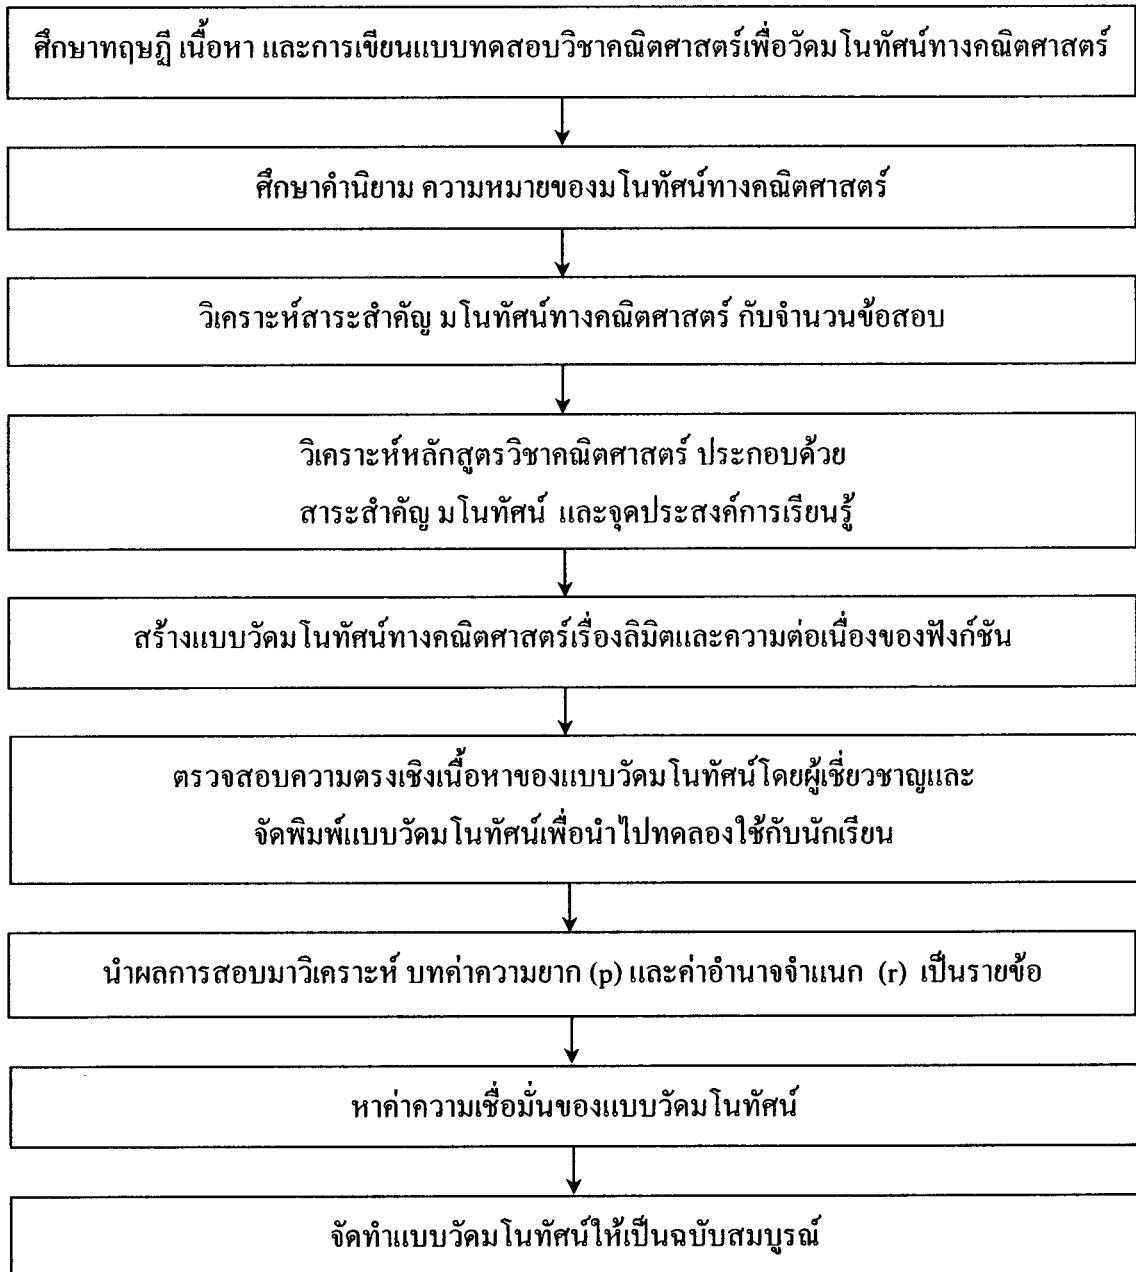 ศึกษาทฤษฎี เนื้อหา และการเขียนแบบทดสอบวิชาคณิตศาสตร์เพื่อวัดมโนทัศน์ทางคณิตศาสตร์
ศึกษาคำนิยาม ความหมายของมโนทัศน์ทางคณิตศาสตร์
วิเคราะห์สาระสำคัญ มโนทัศน์ทางคณิตศาสตร์ กับจำนวนข้อสอบ
วิเคราะห์หลักสูตรวิชาคณิตศาสตร์ ประกอบด้วย
สาระสำคัญ มโนทัศน์ และจุดประสงค์การเรียนรู้
สร้างแบบวัดมโนทัศน์ทางคณิตศาสตร์เรื่องลิมิตและความต่อเนื่องของฟังก์ชัน
ตรวจสอบความตรงเชิงเนื้อหาของแบบวัดมโนทัศน์โดยผู้เชี่ยวชาญและ
จัดพิมพ์แบบวัดมโนทัศน์เพื่อนำไปทดลองใช้กับนักเรียน
นำผลการสอบมาวิเคราะห์ บทค่าความยาก (p) และค่าอำนาจจำแนก (r) เป็นรายข้อ
หาค่าความเชื่อมั่นของแบบวัดมโนทัศน์
จัดทำแบบวัดมโนทัศน์ให้เป็นฉบับสมบูรณ์